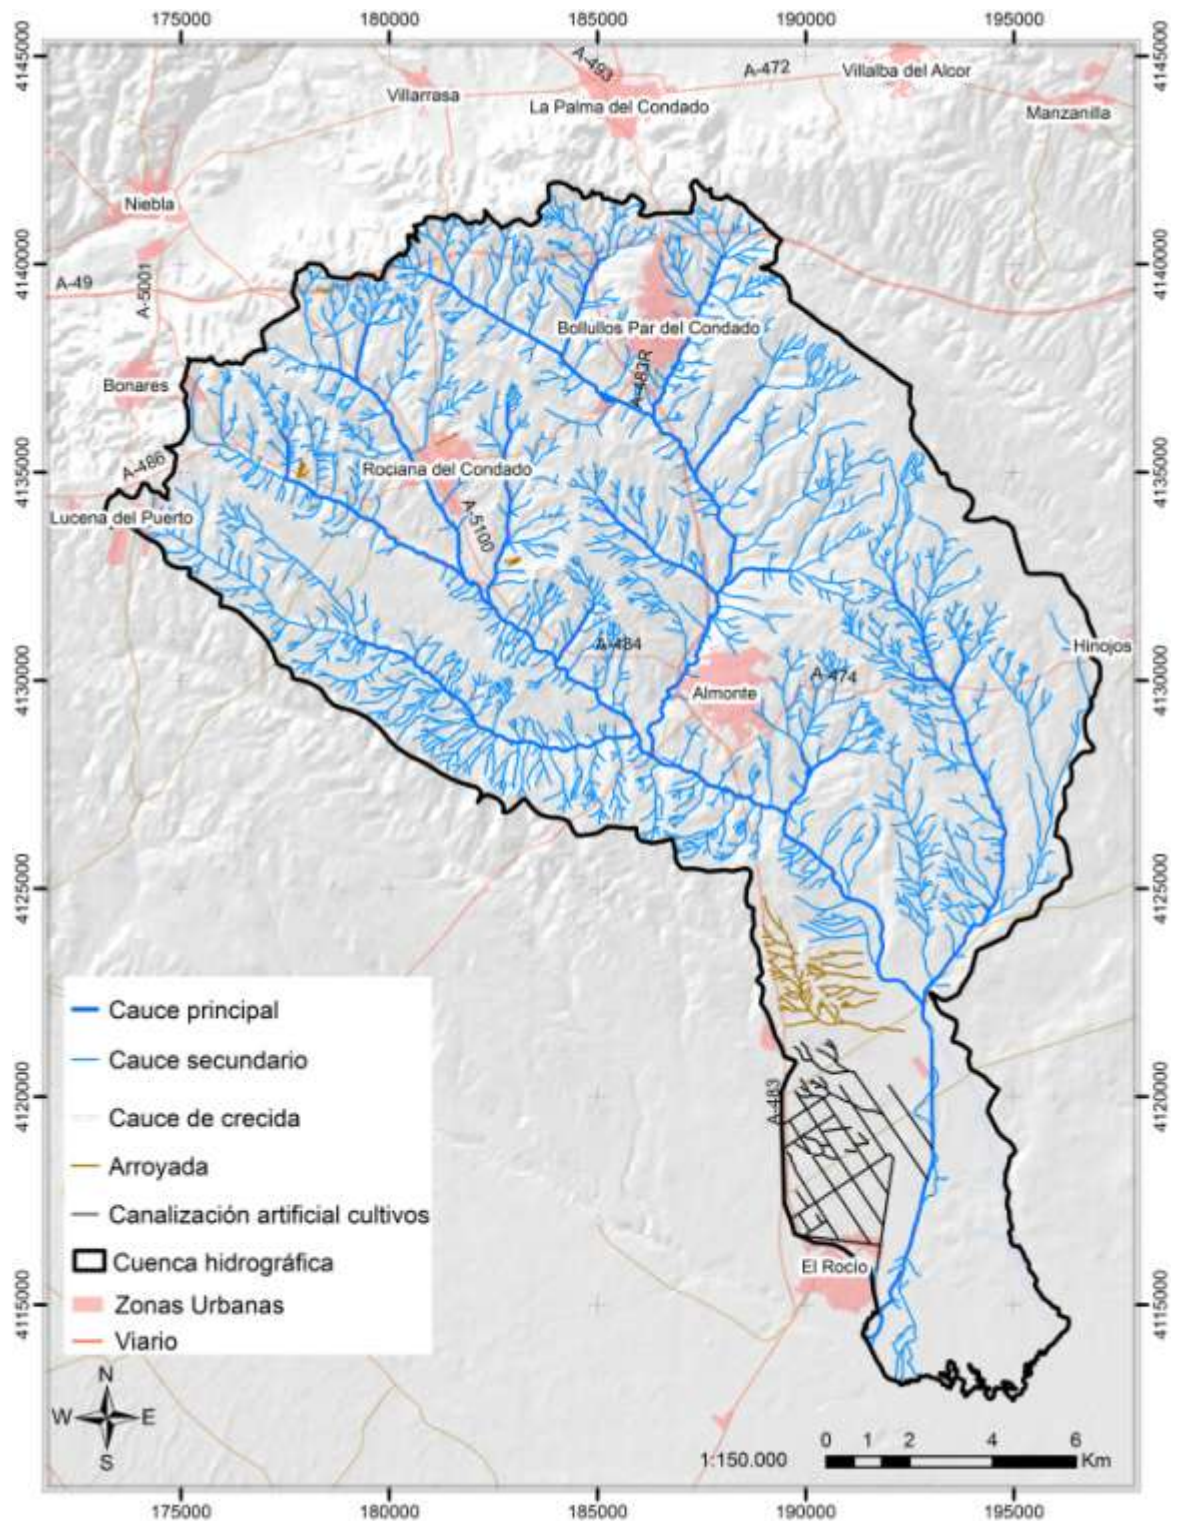 175000 180000 185000 190000 195000
4145000 4145000
A-493
A-472
Villalba del Alcor
Villarrasa
La Palma del Condado
Manzanilla
Niebla
4140000 4140000
A-49
A-5001
Bollullos Par del Condado
A-483R
Bonares
A-486
Rociana del Condado
4135000 4135000
Lucena del Puerto
A-5100
A-484
Hinojos
A-474
4130000 4130000
Almonte
4125000 4125000
Cauce principal
Cauce secundario
Cauce de crecida
Arroyada
Canalización artificial cultivos
Cuenca hidrográfica
Zonas Urbanas
Viario
A-483
4120000 4120000
El Rocío
4115000 4115000
N
W E
S
1:150.000
0 1 2 4 6
Km
175000 180000 185000 190000 195000